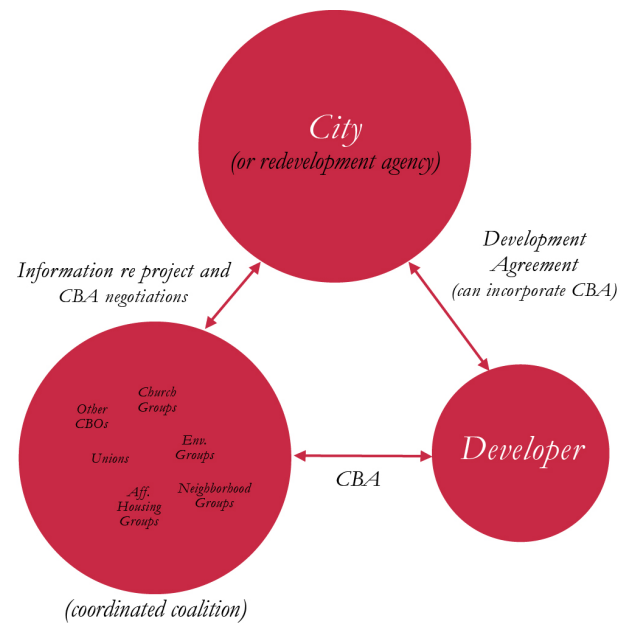 City
(or redevelopment agency)
Development
Agreement
(can incorporate CBA)
Information re project and
CBA negotiations
Church
Groups
Other
CBOs
Env.
Groups
Unions
Aff.
Housing
Groups
Neighborhood
Groups
Developer
CBA
(coordinated coalition)